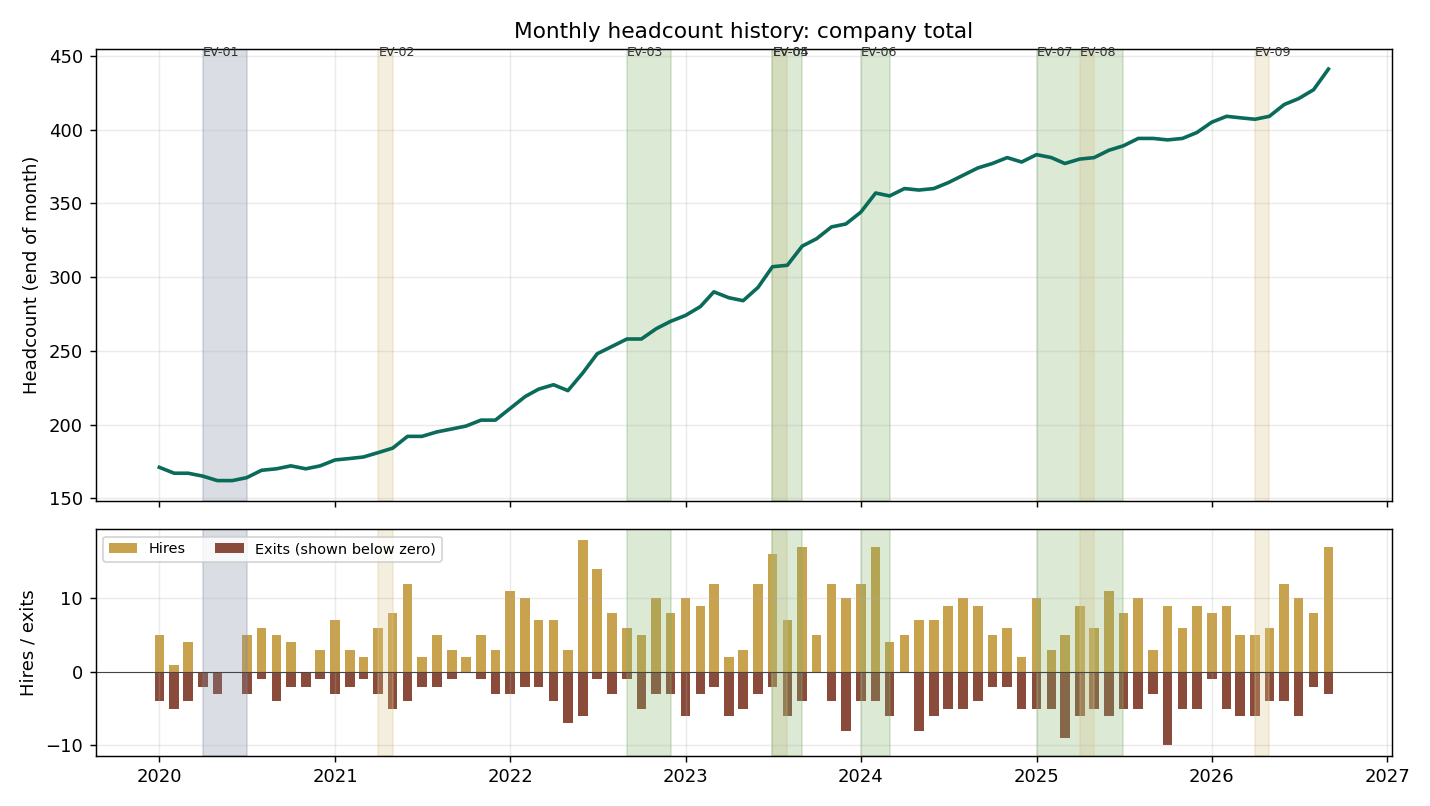 Monthly headcount history: company total
EV-01
EV-02
EV-03
EV-05
EV-06
EV-07
EV-08
EV-09
450
400
350
300
250
200
150
Headcount (end of month)
Hires
Exits (shown below zero)
10
0
−10
Hires / exits
2020
2021
2022
2023
2024
2025
2026
2027